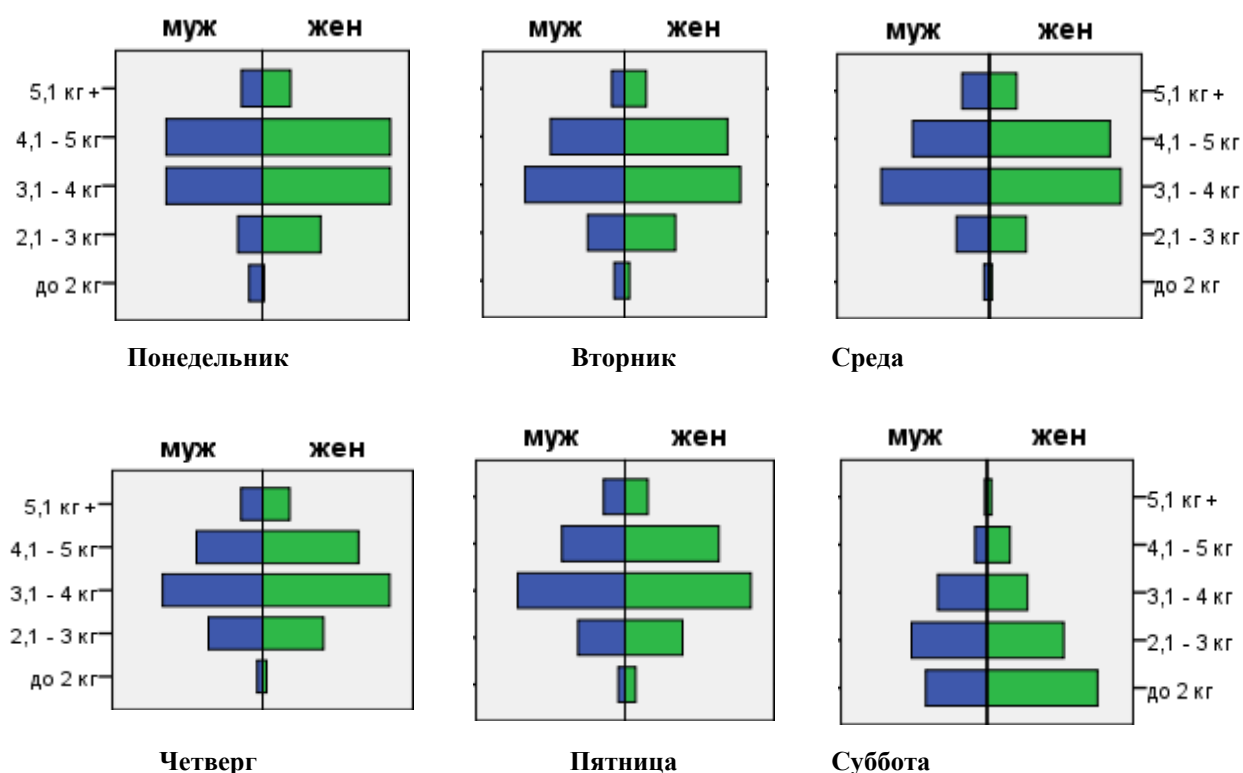 муж жен
муж жен
муж жен
5,1 кг +
4,1 - 5 кг
3,1 - 4 кг
2,1 - 3 кг
до 2 кг
5,1 кг +
4,1 - 5 кг
3,1 - 4 кг
2,1 - 3 кг
до 2 кг
Понедельник
Вторник
Среда
муж жен
муж жен
муж жен
5,1 кг +
4,1 - 5 кг
3,1 - 4 кг
2,1 - 3 кг
до 2 кг
5,1 кг +
4,1 - 5 кг
3,1 - 4 кг
2,1 - 3 кг
до 2 кг
Четверг
Пятница
Суббота